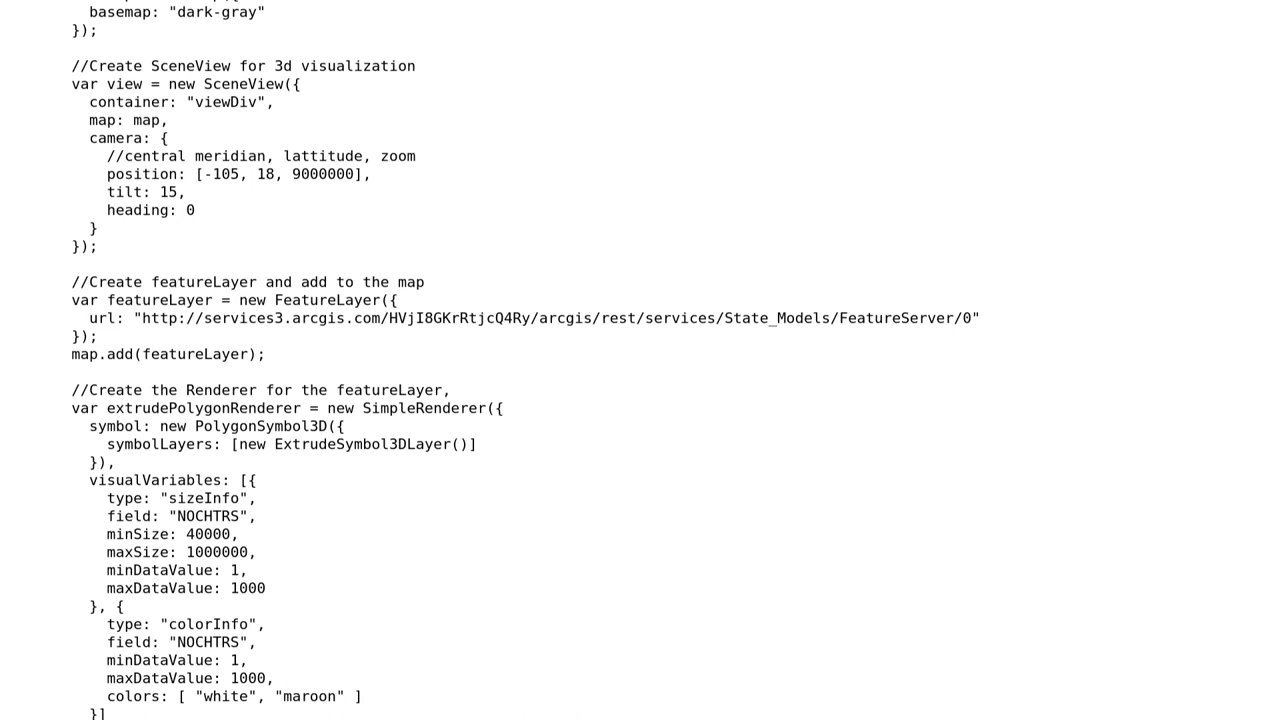 basemap: "dark-gray"
});
//Create SceneView for 3d visualization
var view = new SceneView({
container: "viewDiv",
map: map,
camera: {
//central meridian, lattitude, zoom
position: [-105, 18, 9000000],
tilt: 15,
heading: 0
}
});
//Create featureLayer and add to the map
var featureLayer = new FeatureLayer({
url: "http://services3.arcgis.com/HVjI8GKrRtjcQ4Ry/arcgis/rest/services/State_Models/FeatureServer/0"
});
map.add(featureLayer);
//Create the Renderer for the featureLayer,
var extrudePolygonRenderer = new SimpleRenderer({
symbol: new PolygonSymbol3D({
symbolLayers: [new ExtrudeSymbol3DLayer()]
}),
visualVariables: [{
type: "sizeInfo",
field: "NOCHTRS",
minSize: 40000,
maxSize: 1000000,
minDataValue: 1,
maxDataValue: 1000
}, {
type: "colorInfo",
field: "NOCHTRS",
minDataValue: 1,
maxDataValue: 1000,
colors: [ "white", "maroon" ]
}]